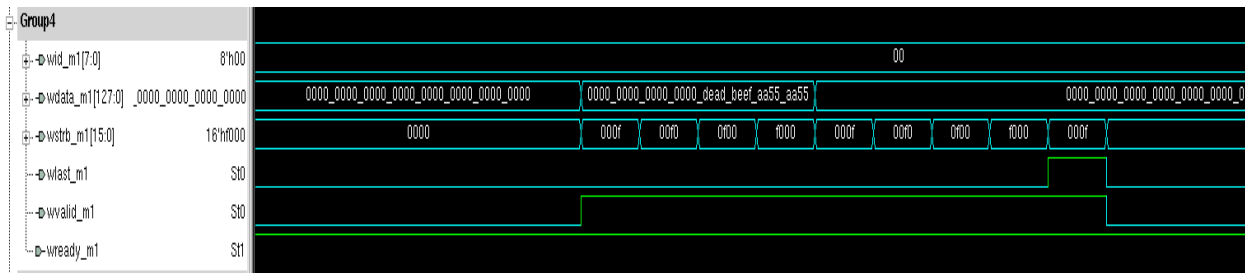 Group4
wid_m1[7:0] 8'h00 00
wdata_m1[127:0] _0000_0000_0000_0000 0000_0000_0000_0000_0000_0000_0000_0000 0000_0000_0000_0000_dead_beef_aa55_aa55 0000_0000_0000_0000_0000_0
wstrb_m1[15:0] 16'hf000 0000 000f 00f0 0f00 f000 000f 00f0 0f00 f000 000f
wlast_m1 St0
wvalid_m1 St0
wready_m1 St1